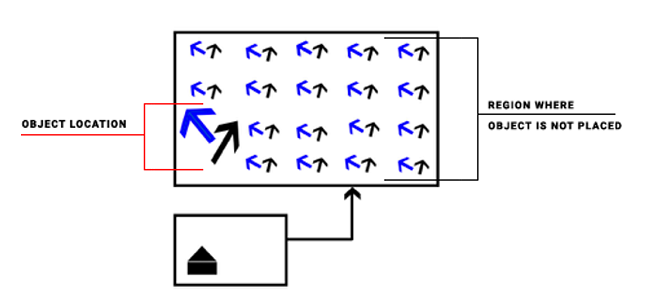 OBJECT LOCATION
REGION WHERE
OBJECT IS NOT PLACED